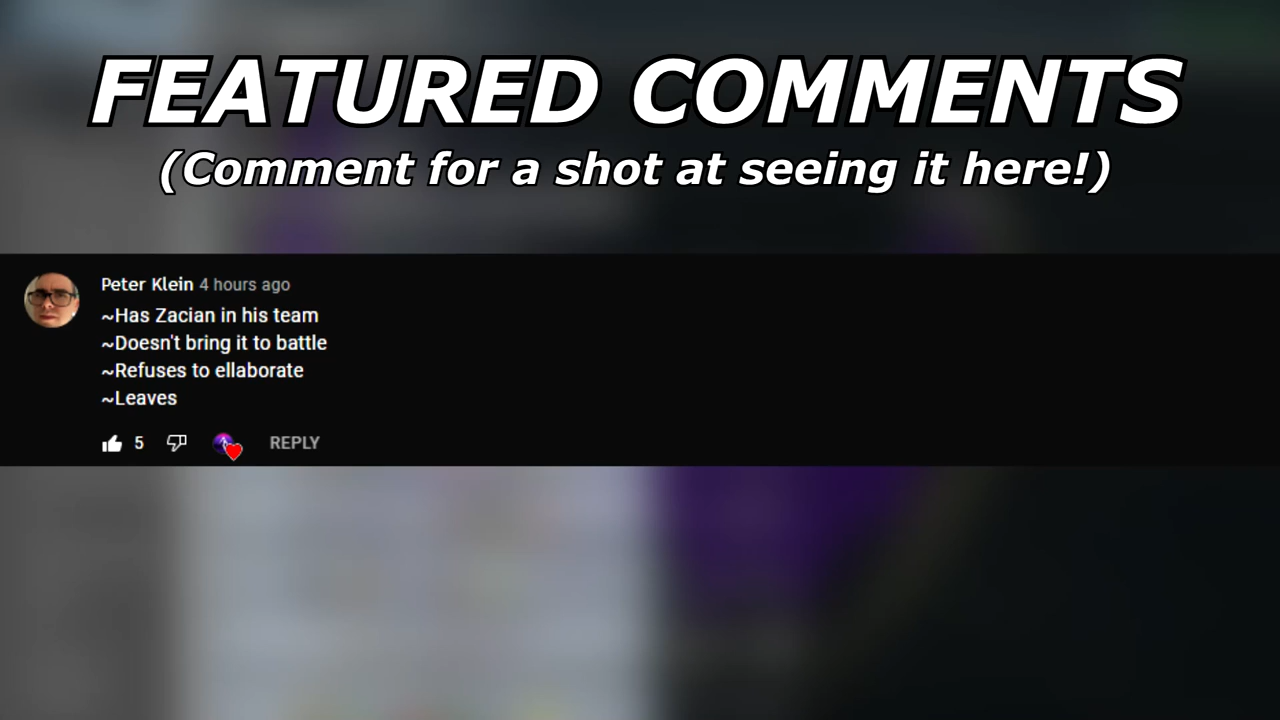 FEATURED COMMENTS
(Comment for a shot at seeing it here!)
Peter Klein 4 hours ago
~Has Zacian in his team
~Doesn't bring it to battle
~Refuses to ellaborate
~Leaves
5 REPLY